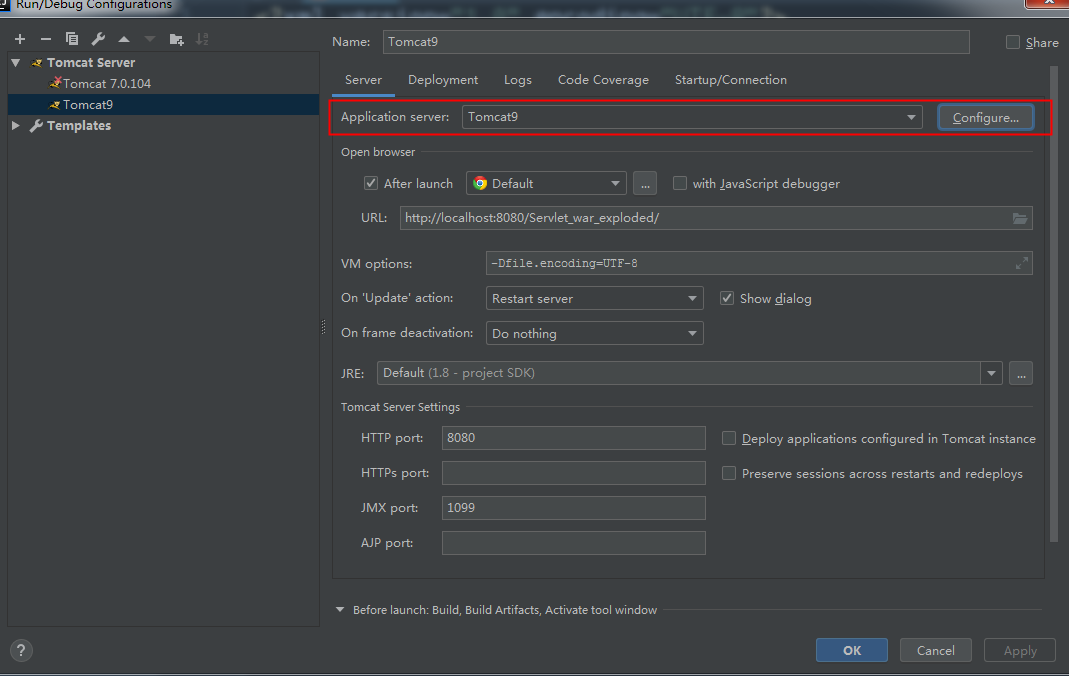 Run/Debug Configurations
Name: Tomcat9 Share
Tomcat Server
Tomcat 7.0.104
Tomcat9
Templates
Server Deployment Logs Code Coverage Startup/Connection
Application server: Tomcat9 Configure...
Open browser
After launch Default ... with JavaScript debugger
URL: http://localhost:8080/Servlet_war_exploded/
VM options: -Dfile.encoding=UTF-8
On 'Update' action: Restart server Show dialog
On frame deactivation: Do nothing
JRE: Default (1.8 - project SDK) ...
Tomcat Server Settings
HTTP port: 8080 Deploy applications configured in Tomcat instance
HTTPs port: Preserve sessions across restarts and redeploys
JMX port: 1099
AJP port:
Before launch: Build, Build Artifacts, Activate tool window
? OK Cancel Apply